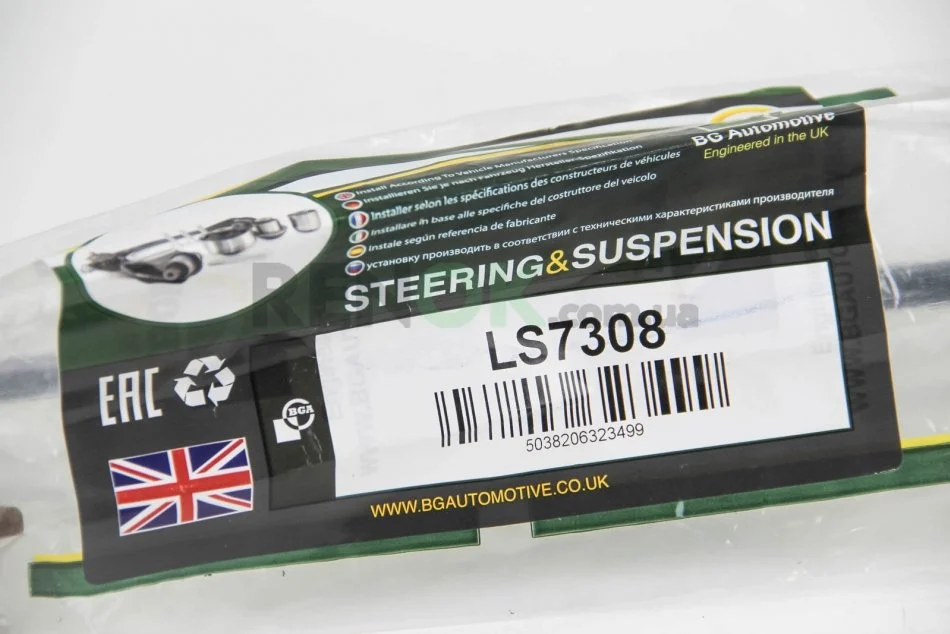 BG Automotive
Engineered in the UK
Install According To Vehicle Manufacturers Specification
Installieren Sie je nach Fahrzeug Hersteller-Spezifikation
Installer selon les spécifications des constructeurs de véhicules
Installare in base alle specifiche del costruttore del veicolo
Instale según referencia de fabricante
установку производить в соответствии с техническими характеристиками производителя
STEERING&SUSPENSION
LS7308
5038206323499
EAC
BGA
WWW.BGAUTOMOTIVE.CO.UK
.com.ua